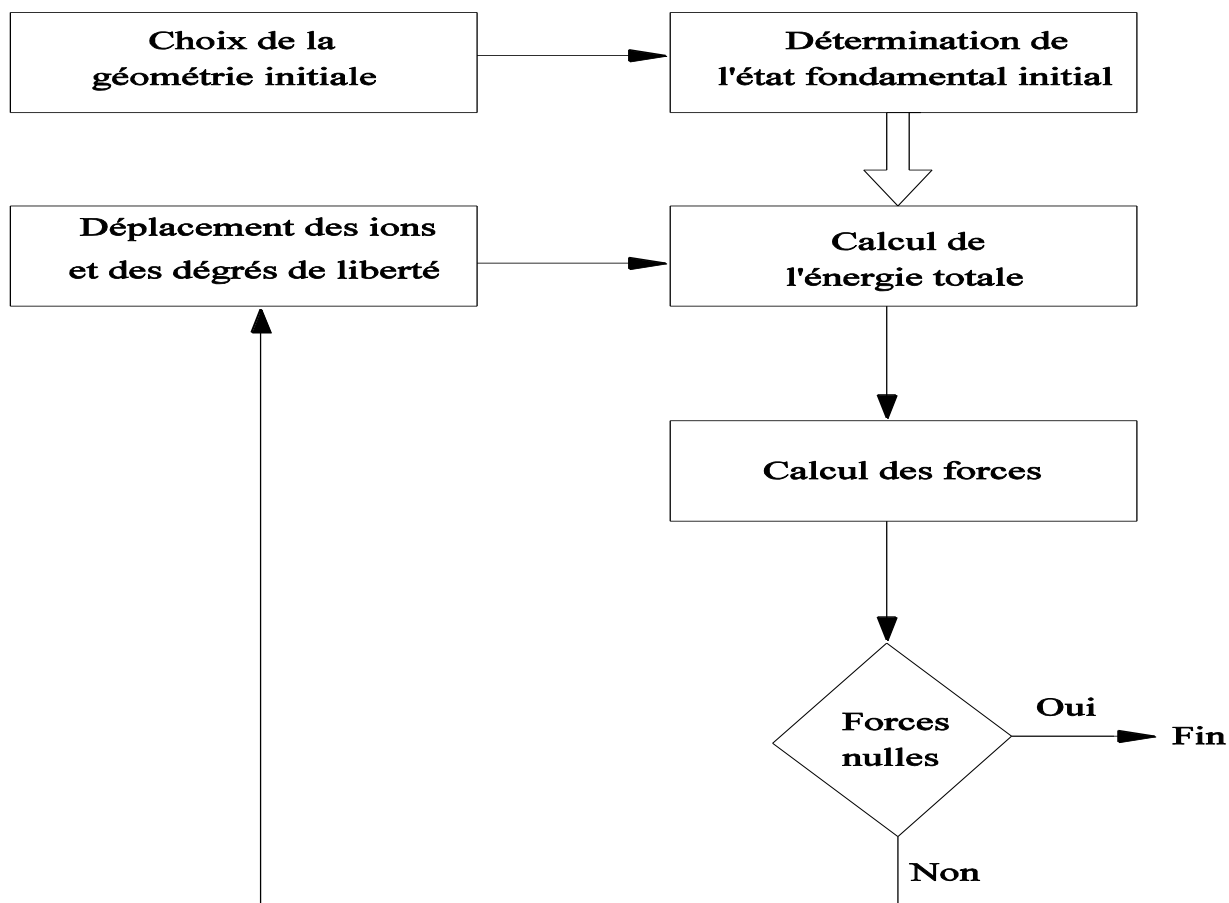 Choix de la
géométrie initiale
Détermination de
l'état fondamental initial
Déplacement des ions
et des dégrés de liberté
Calcul de
l'énergie totale
Calcul des forces
Forces
nulles
Oui
Fin
Non